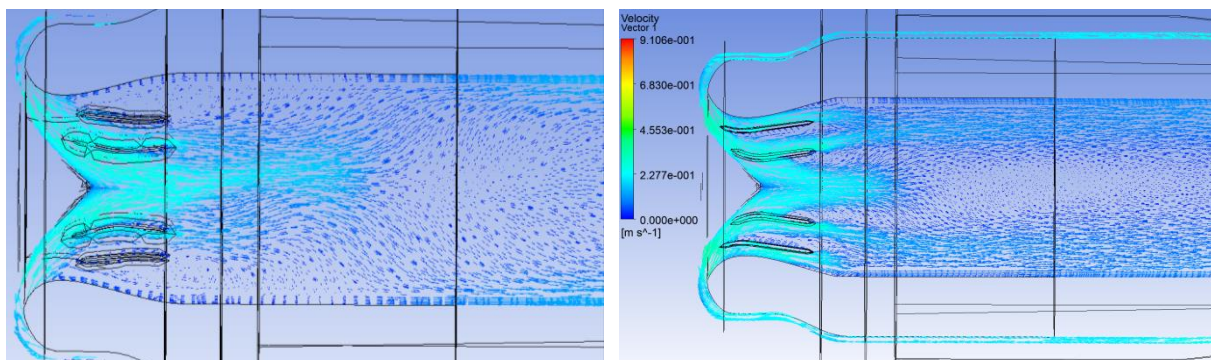 Velocity
Vector 1
9.106e-001
6.830e-001
4.553e-001
2.277e-001
0.000e+000
[m s^-1]